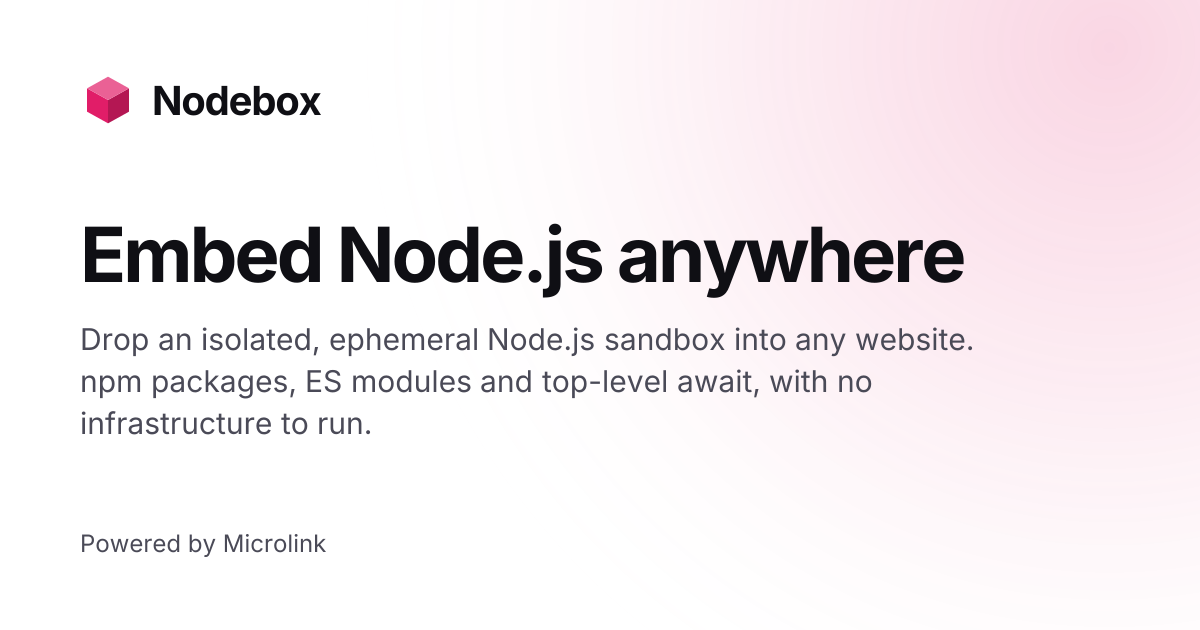 Nodebox
Embed Node.js anywhere
Drop an isolated, ephemeral Node.js sandbox into any website.
npm packages, ES modules and top-level await, with no
infrastructure to run.
Powered by Microlink